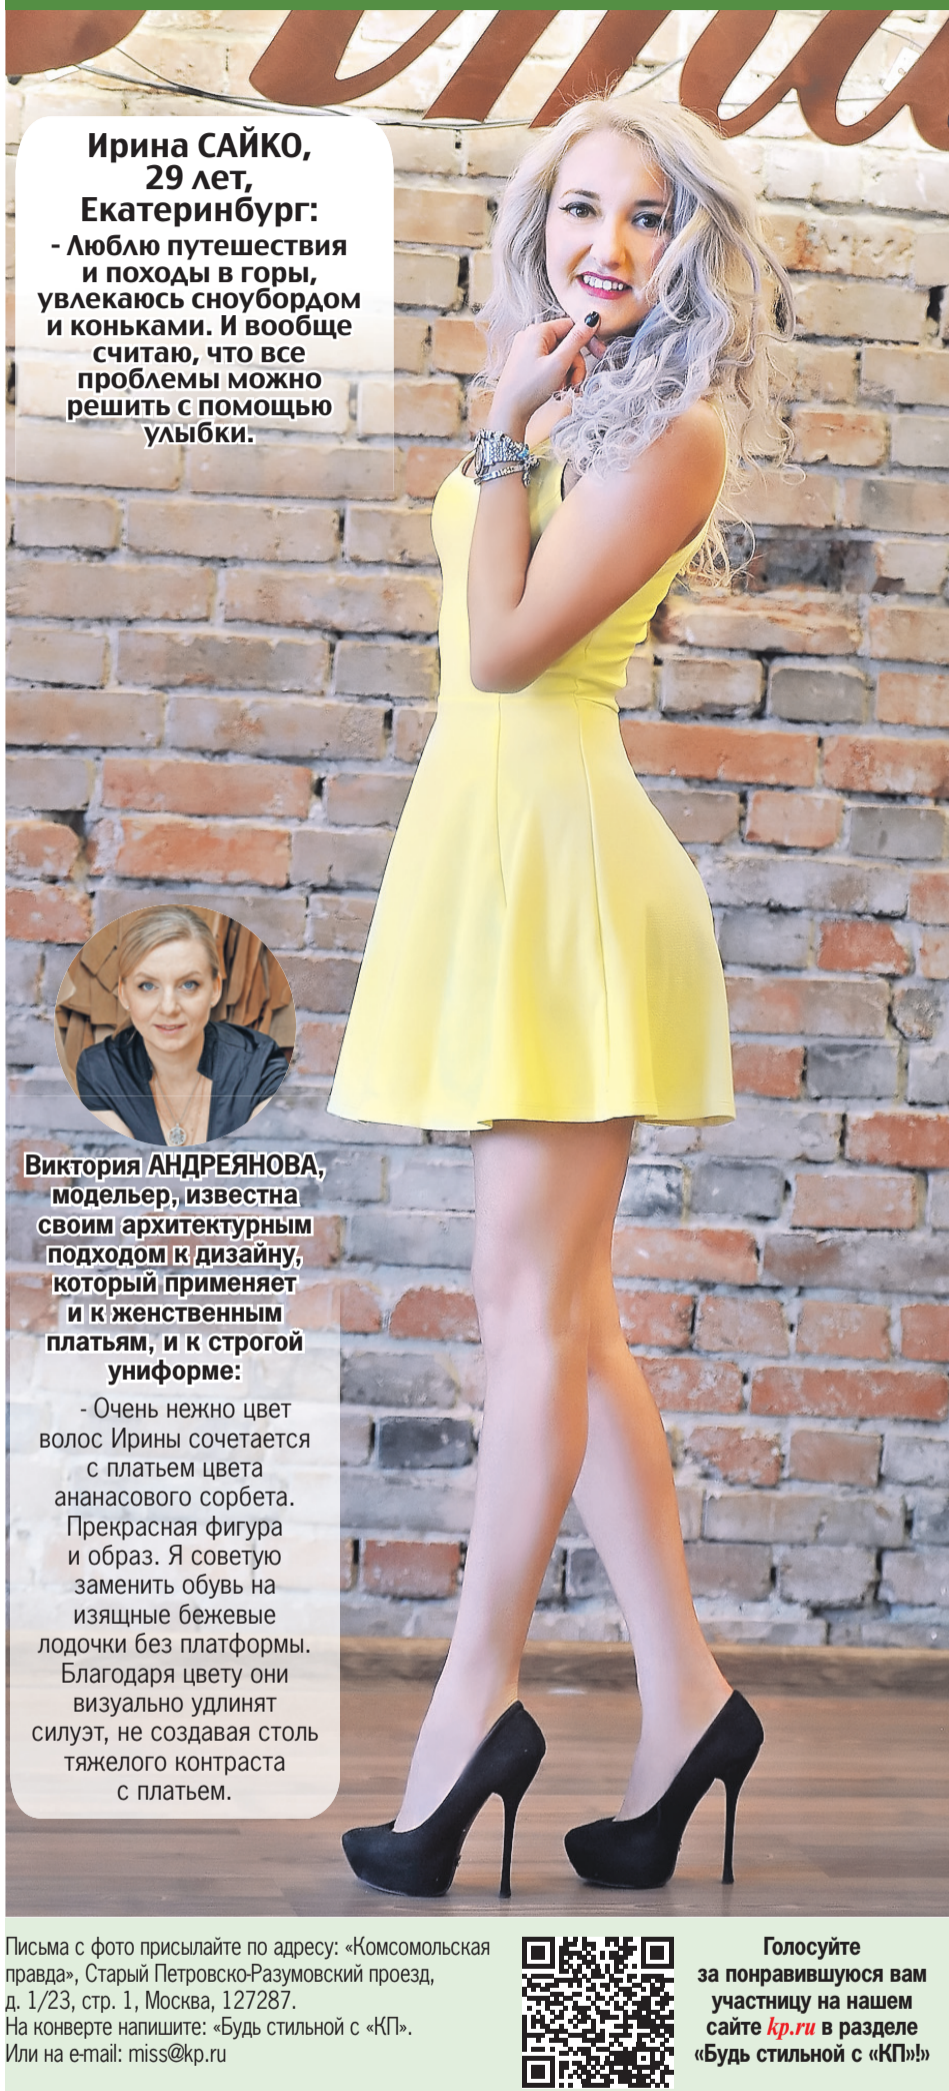 Ирина САЙКО,
29 лет,
Екатеринбург:
- Люблю путешествия
и походы в горы,
увлекаюсь сноубордом
и коньками. И вообще
считаю, что все
проблемы можно
решить с помощью
улыбки.
Виктория АНДРЕЯНОВА,
модельер, известна
своим архитектурным
подходом к дизайну,
который применяет
и к женственным
платьям, и к строгой
униформе:
- Очень нежно цвет
волос Ирины сочетается
с платьем цвета
ананасового сорбета.
Прекрасная фигура
и образ. Я советую
заменить обувь на
изящные бежевые
лодочки без платформы.
Благодаря цвету они
визуально удлинят
силуэт, не создавая столь
тяжелого контраста
с платьем.
Письма с фото присылайте по адресу: «Комсомольская
правда», Старый Петровско-Разумовский проезд,
д. 1/23, стр. 1, Москва, 127287.
На конверте напишите: «Будь стильной с «КП».
Или на e-mail: miss@kp.ru
Голосуйте
за понравившуюся вам
участницу на нашем
сайте kp.ru в разделе
«Будь стильной с «КП»!»